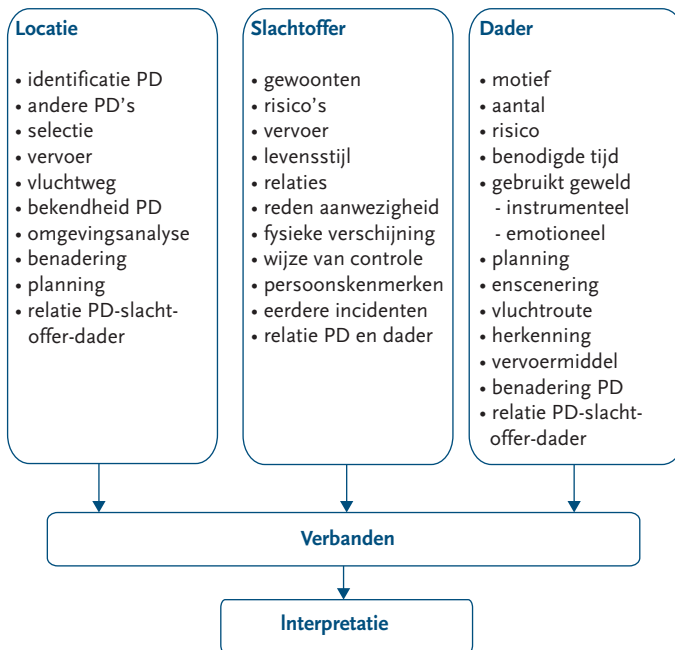 Locatie
• identificatie PD
• andere PD's
• selectie
• vervoer
• vluchtweg
• bekendheid PD
• omgevingsanalyse
• benadering
• planning
• relatie PD-slacht-
offer-dader
Slachtoffer
• gewoonten
• risico's
• vervoer
• levensstijl
• relaties
• reden aanwezigheid
• fysieke verschijning
• wijze van controle
• persoonskenmerken
• eerdere incidenten
• relatie PD en dader
Dader
• motief
• aantal
• risico
• benodigde tijd
• gebruikt geweld
- instrumenteel
- emotioneel
• planning
• enscenering
• vluchtroute
• herkenning
• vervoermiddel
• benadering PD
• relatie PD-slacht-
offer-dader
Verbanden
Interpretatie